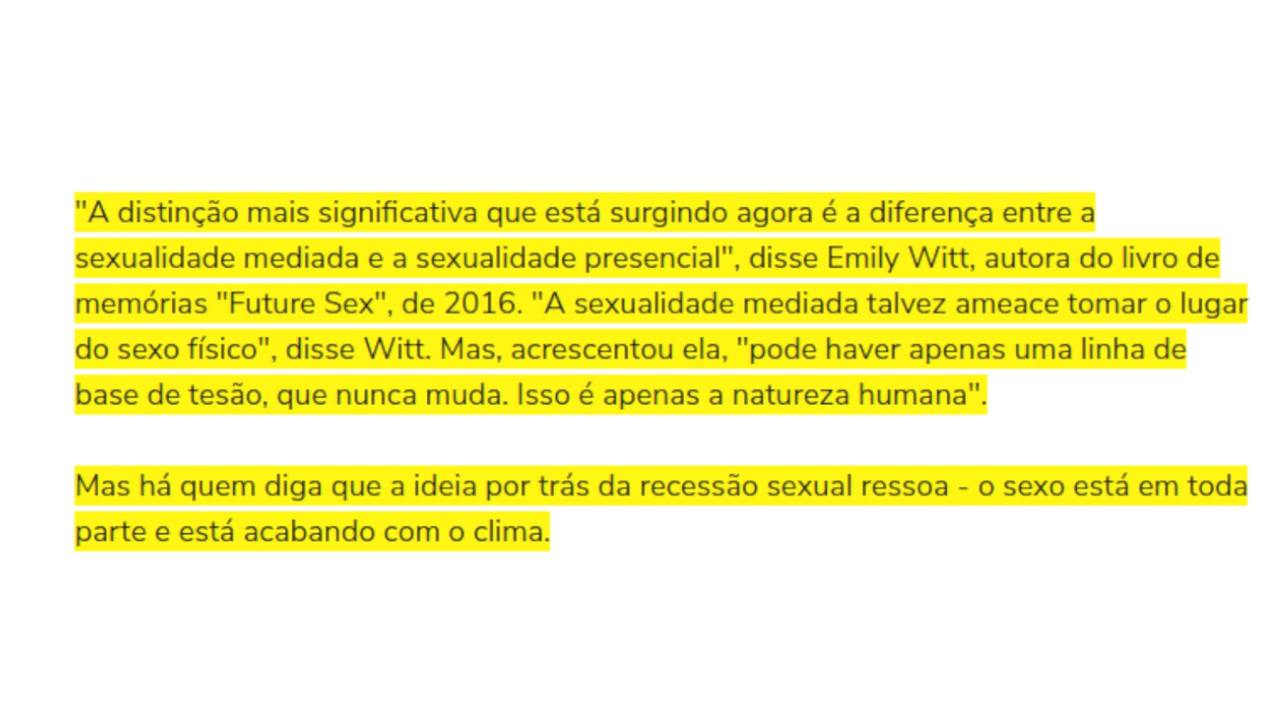 "A distinção mais significativa que está surgindo agora é a diferença entre a
sexualidade mediada e a sexualidade presencial", disse Emily Witt, autora do livro de
memórias "Future Sex", de 2016. "A sexualidade mediada talvez ameace tomar o lugar
do sexo físico", disse Witt. Mas, acrescentou ela, "pode haver apenas uma linha de
base de tesão, que nunca muda. Isso é apenas a natureza humana".
Mas há quem diga que a ideia por trás da recessão sexual ressoa - o sexo está em toda
parte e está acabando com o clima.